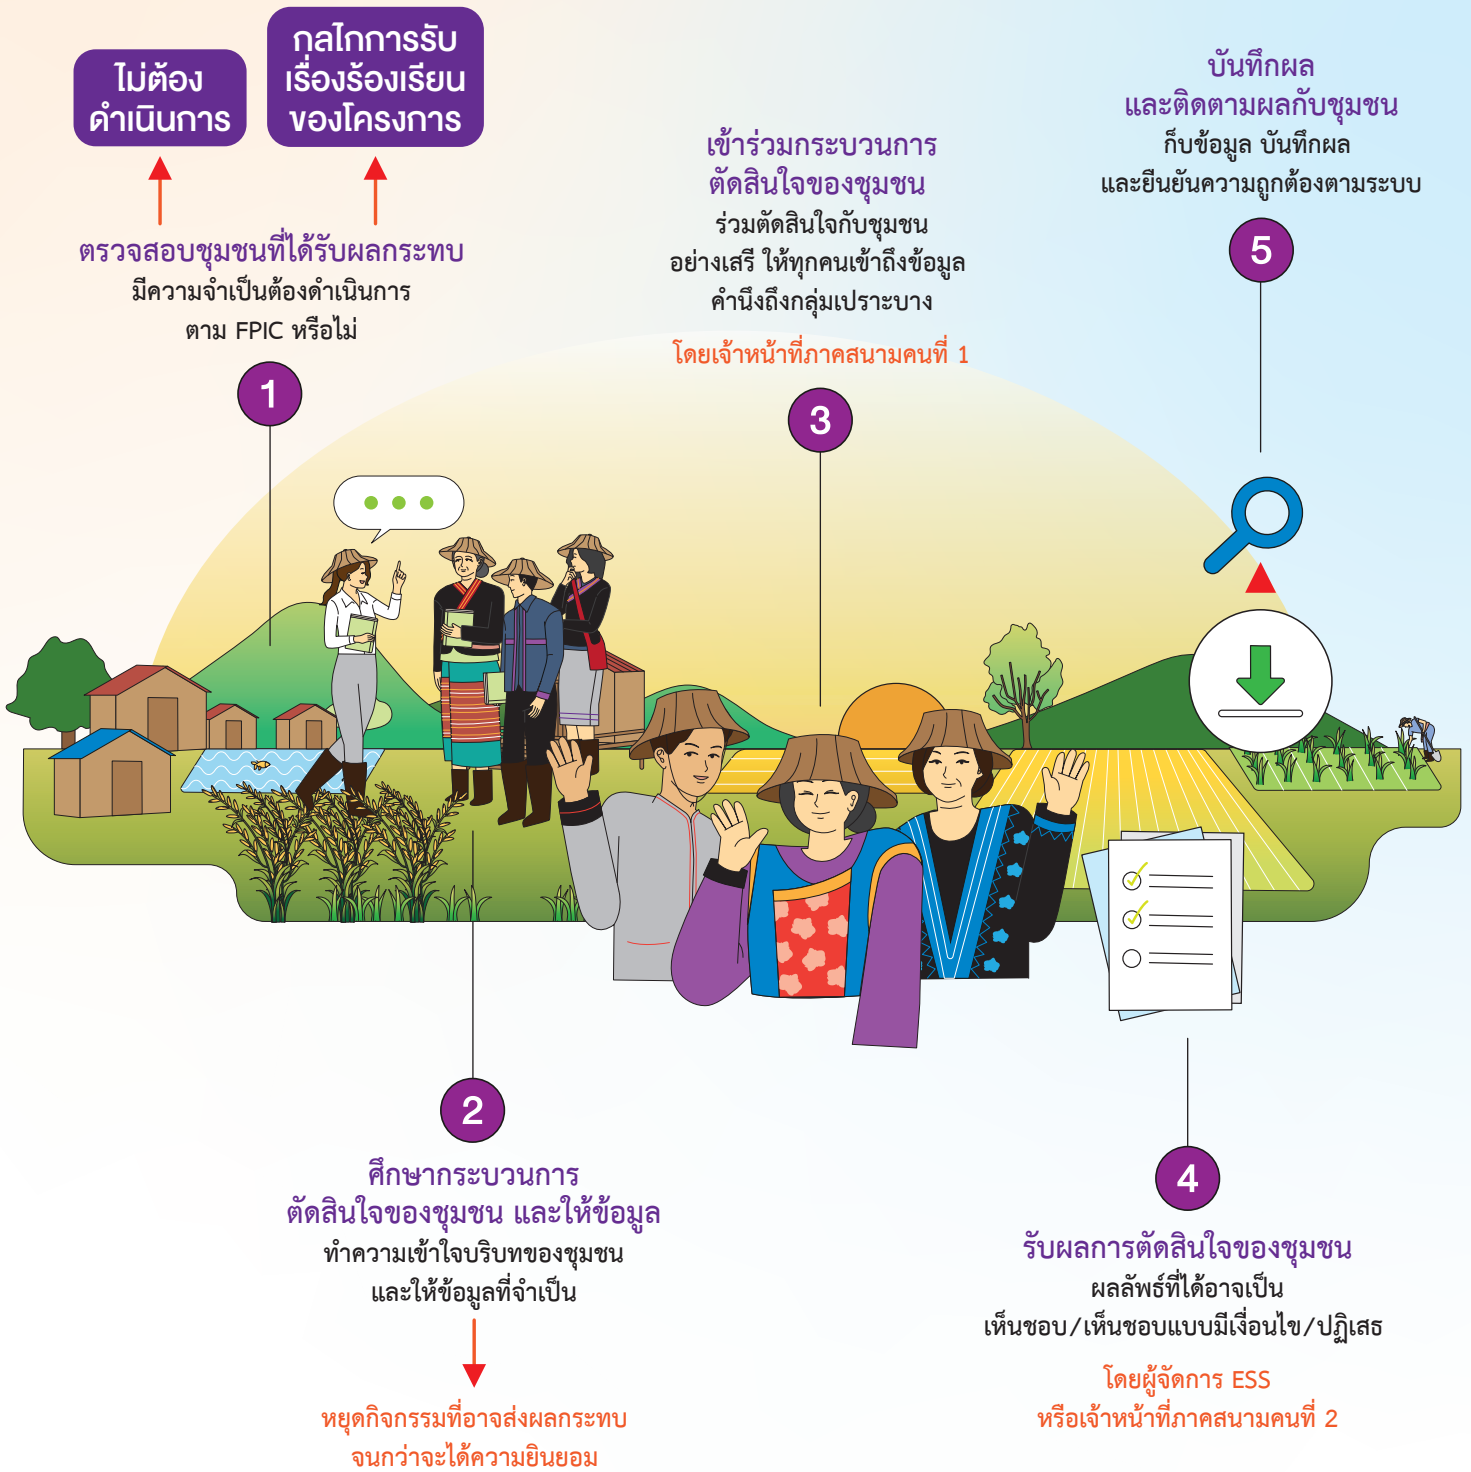 ไม่ต้อง
ดำเนินการ
กลไกการรับ
เรื่องร้องเรียน
ของโครงการ
ตรวจสอบชุมชนที่ได้รับผลกระทบ
มีความจำเป็นต้องดำเนินการ
ตาม FPIC หรือไม่
1
2
ศึกษากระบวนการ
ตัดสินใจของชุมชน และให้ข้อมูล
ทำความเข้าใจบริบทของชุมชน
และให้ข้อมูลที่จำเป็น
หยุดกิจกรรมที่อาจส่งผลกระทบ
จนกว่าจะได้ความยินยอม
เข้าร่วมกระบวนการ
ตัดสินใจของชุมชน
ร่วมตัดสินใจกับชุมชน
อย่างเสรี ให้ทุกคนเข้าถึงข้อมูล
คำนึงถึงกลุ่มเปราะบาง
โดยเจ้าหน้าที่ภาคสนามคนที่ 1
3
4
รับผลการตัดสินใจของชุมชน
ผลลัพธ์ที่ได้อาจเป็น
เห็นชอบ/เห็นชอบแบบมีเงื่อนไข/ปฏิเสธ
โดยผู้จัดการ ESS
หรือเจ้าหน้าที่ภาคสนามคนที่ 2
บันทึกผล
และติดตามผลกับชุมชน
ก็บข้อมูล บันทึกผล
และยืนยันความถูกต้องตามระบบ
5